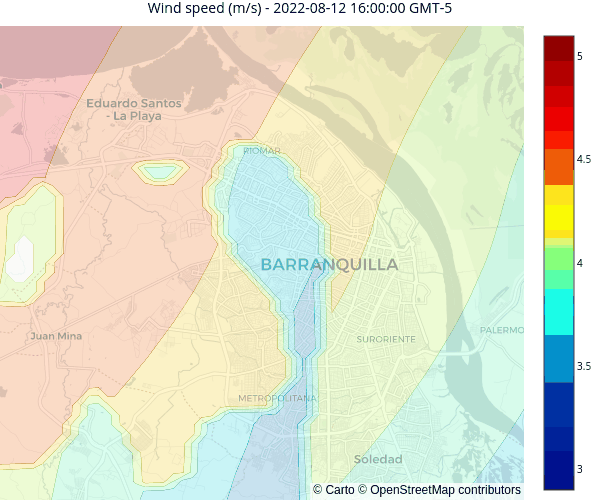 Wind speed (m/s) - 2022-08-12 16:00:00 GMT-5
5
Eduardo Santos
- La Playa
RIOMAR
4.5
BARRANQUILLA
4
Juan Mina
SURORIENTE
PALERMO
3.5
METROPOLITANA
Soledad
3
© Carto © OpenStreetMap contributors